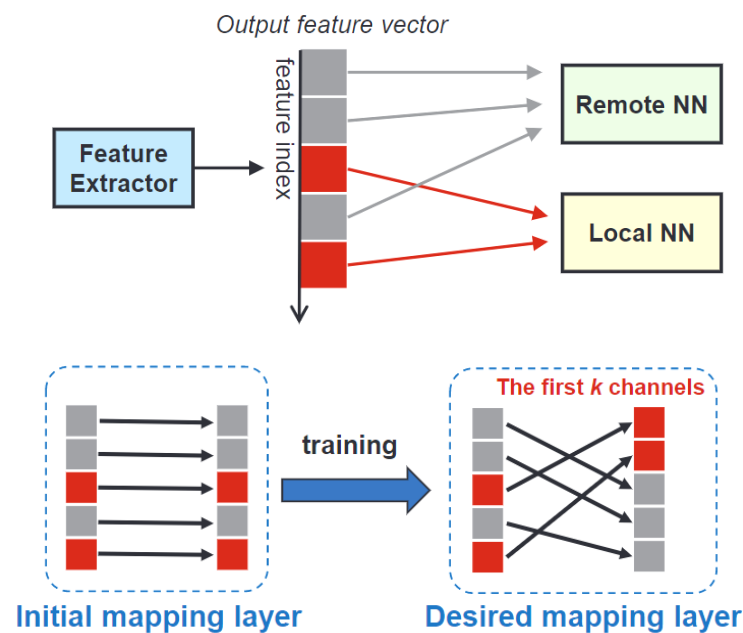 Output feature vector
feature index
Feature
Extractor
Remote NN
Local NN
The first k channels
training
Initial mapping layer
Desired mapping layer